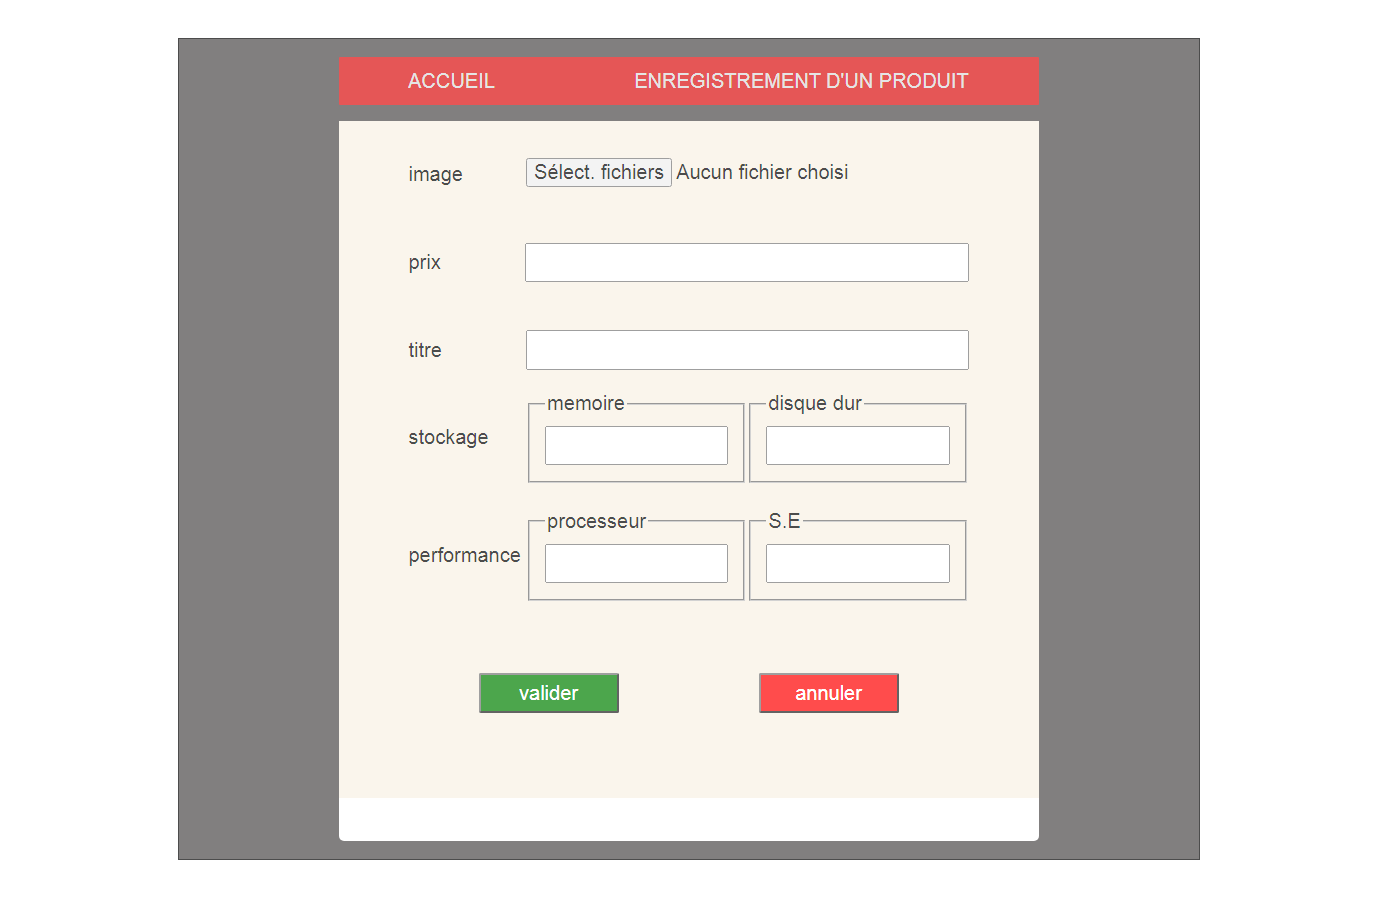 ACCUEIL ENREGISTREMENT D'UN PRODUIT
image Sélect. fichiers Aucun fichier choisi
prix
titre
memoire disque dur
stockage
processeur S.E
performance
valider annuler